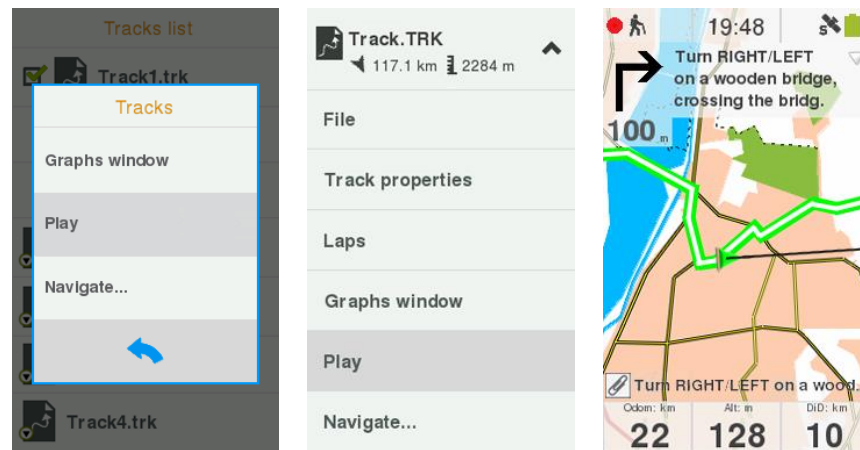 Tracks list
Track1.trk
Tracks
Graphs window
Play
Navigate...
Track4.trk
Track.TRK
117.1 km 2284 m
File
Track properties
Laps
Graphs window
Play
Navigate...
19:48
S
Turn RIGHT/LEFT
on a wooden bridge,
crossing the bridg.
100 m
Turn RIGHT/LEFT on a wood.
Odom: km Alt: m DiD: km
22 128 10